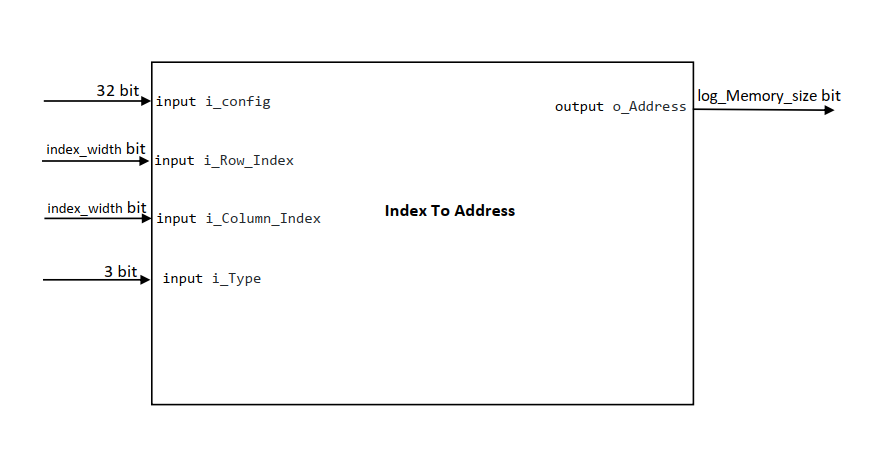 32 bit
input i_config
index_width bit
input i_Row_Index
index_width bit
input i_Column_Index
3 bit
input i_Type
Index To Address
log_Memory_size bit
output o_Address